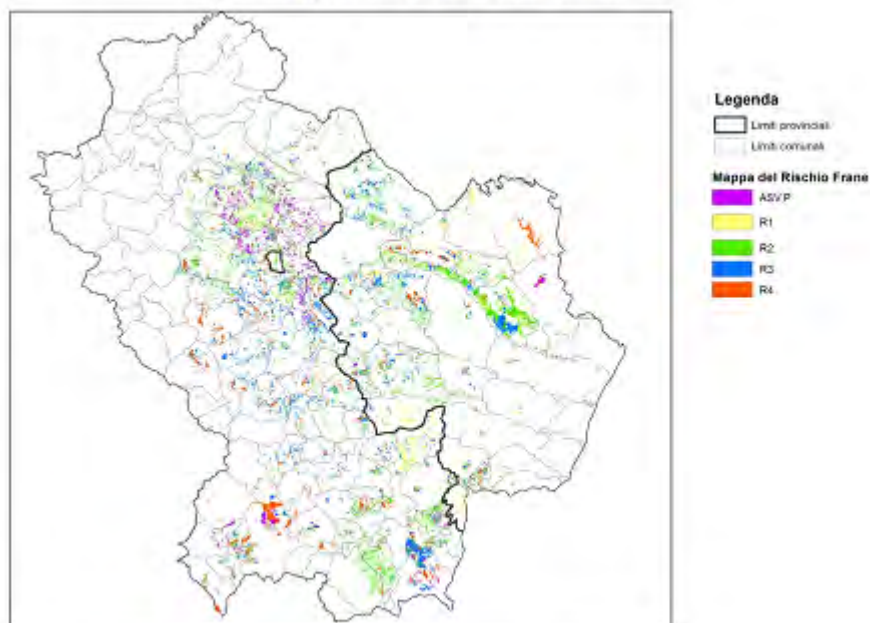 Legenda
Limiti provinciali
Limiti comunali
Mappa del Rischio Frane
ASV.P
R1
R2
R3
R4